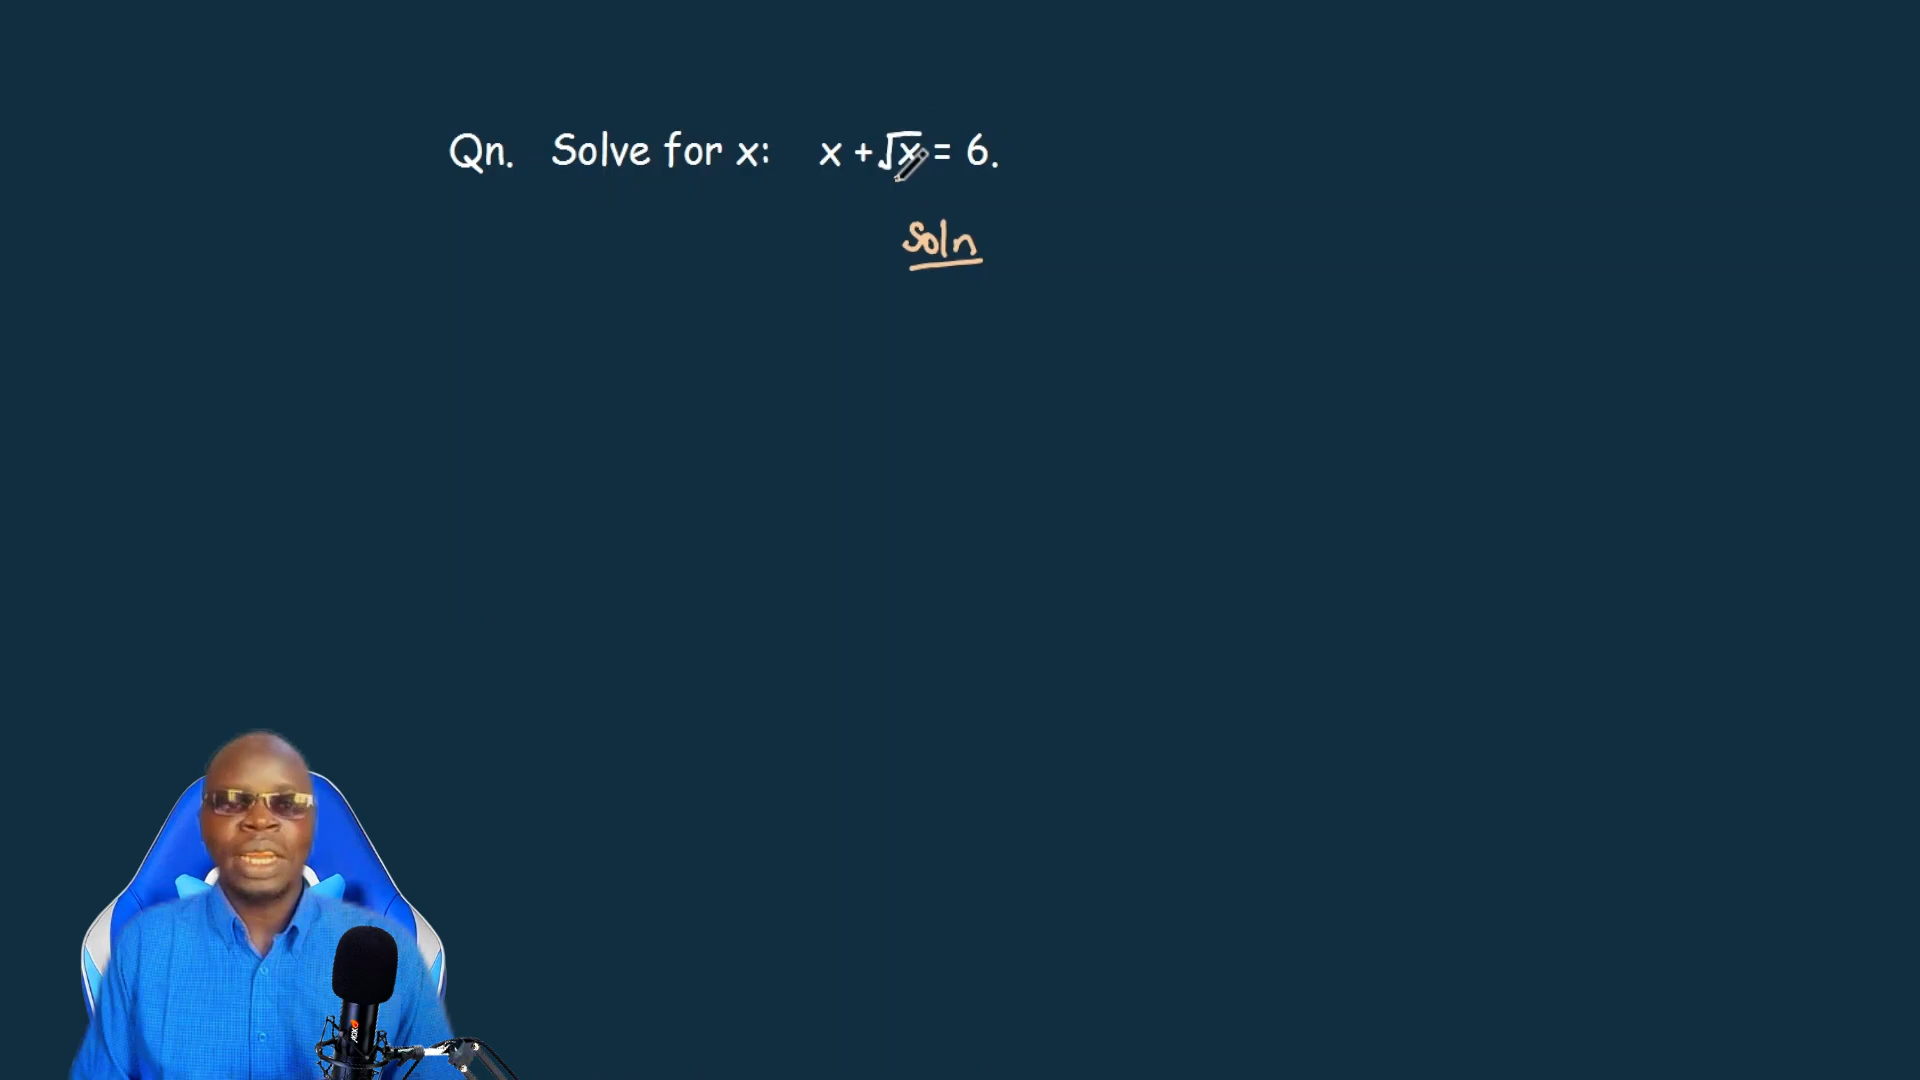 Qn. Solve for x: x + √x = 6.
Soln